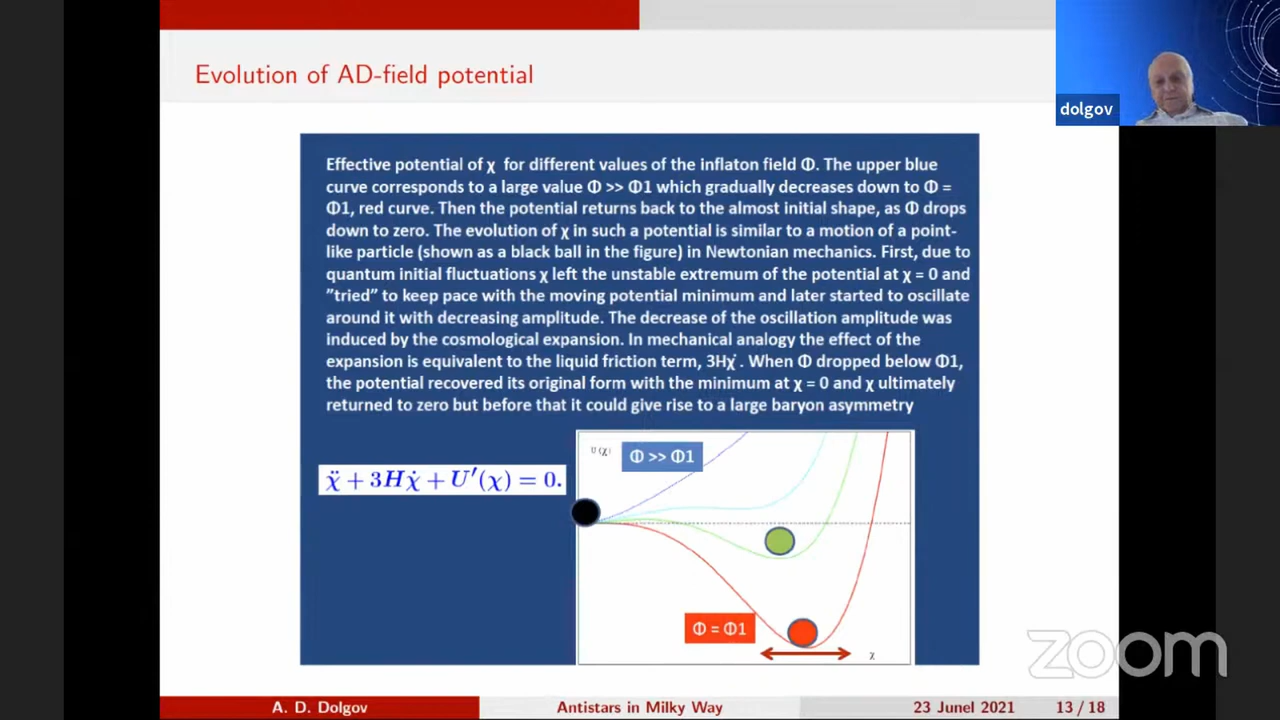 Evolution of AD-field potential
dolgov
Effective potential of χ for different values of the inflaton field Φ. The upper blue
curve corresponds to a large value Φ >> Φ1 which gradually decreases down to Φ =
Φ1, red curve. Then the potential returns back to the almost initial shape, as Φ drops
down to zero. The evolution of χ in such a potential is similar to a motion of a point-
like particle (shown as a black ball in the figure) in Newtonian mechanics. First, due to
quantum initial fluctuations χ left the unstable extremum of the potential at χ = 0 and
"tried" to keep pace with the moving potential minimum and later started to oscillate
around it with decreasing amplitude. The decrease of the oscillation amplitude was
induced by the cosmological expansion. In mechanical analogy the effect of the
expansion is equivalent to the liquid friction term, 3Hχ̇ . When Φ dropped below Φ1,
the potential recovered its original form with the minimum at χ = 0 and χ ultimately
returned to zero but before that it could give rise to a large baryon asymmetry
χ̈ + 3Hχ̇ + U′(χ) = 0.
U (χ)
Φ >> Φ1
Φ = Φ1
χ
zoom
A. D. Dolgov
Antistars in Milky Way
23 Junel 2021
13 / 18